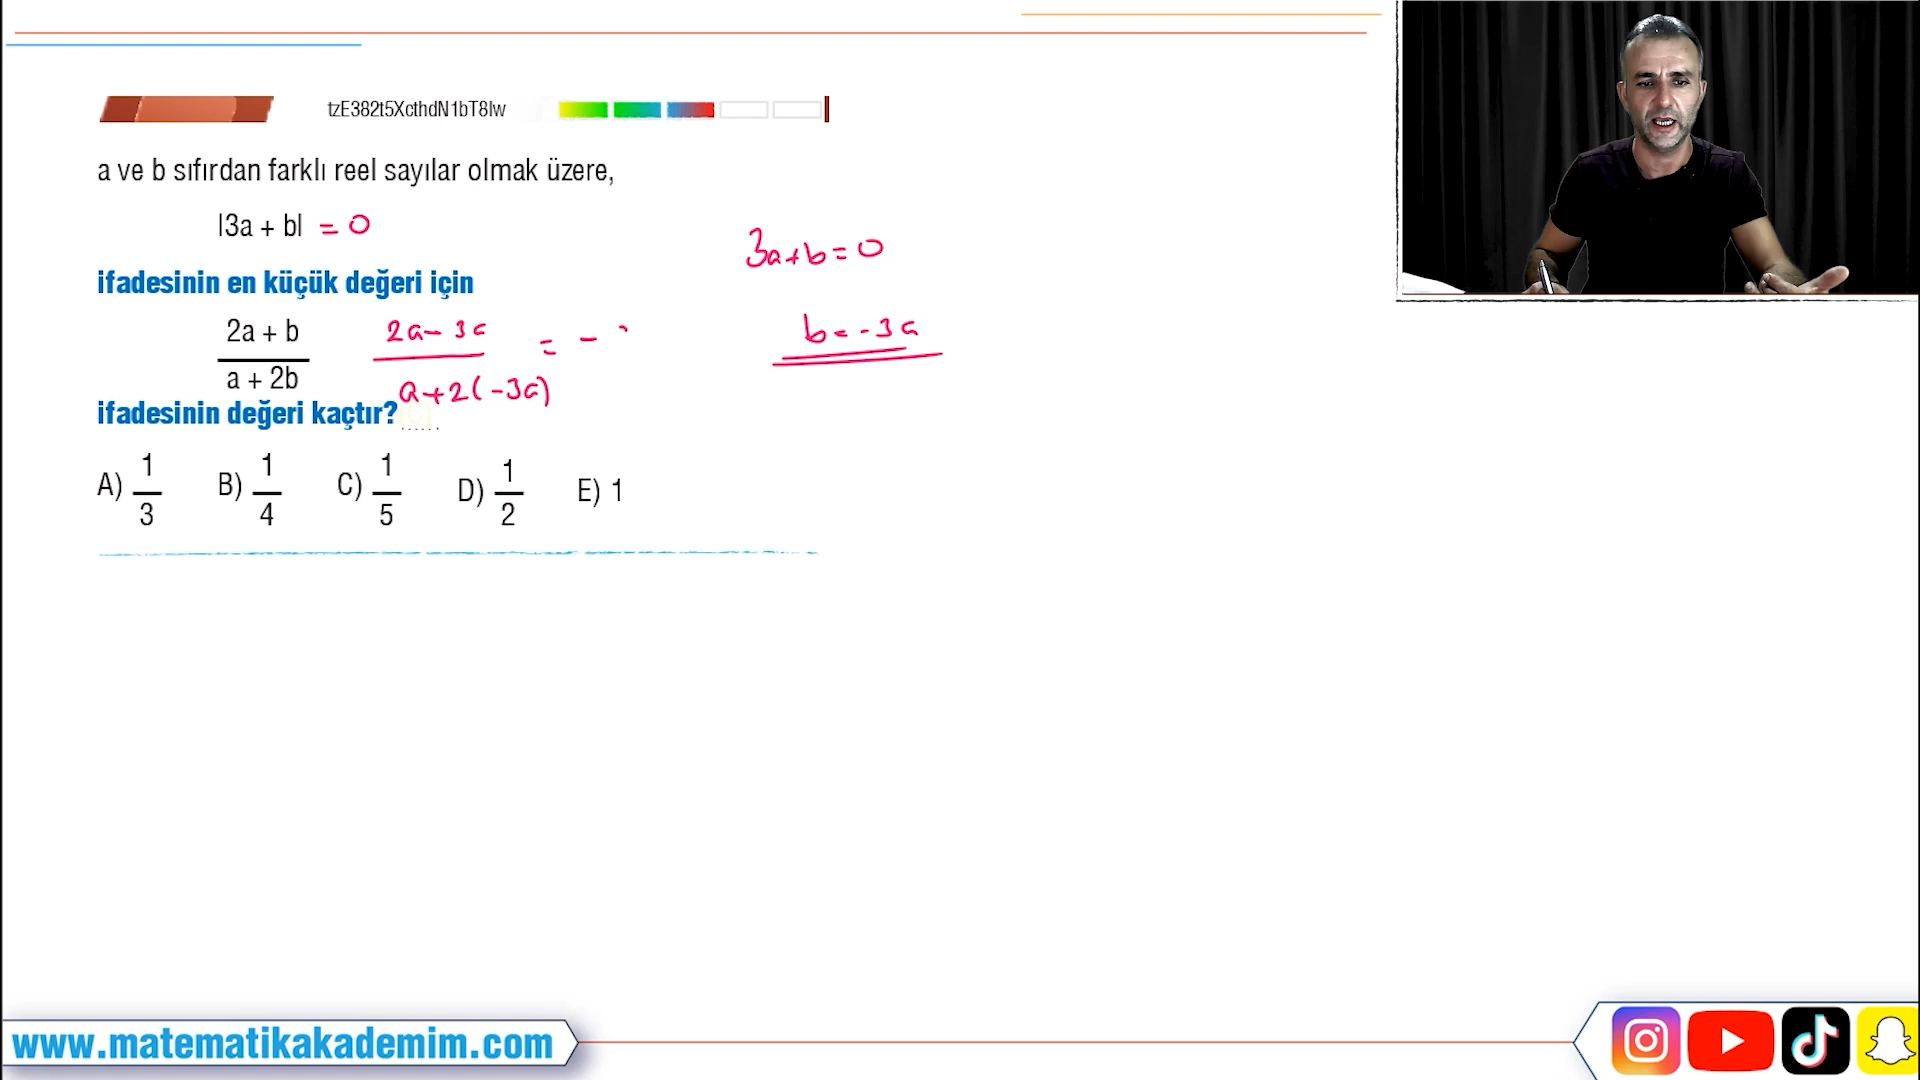 tzE382t5XcthdN1bT8Iw
a ve b sıfırdan farklı reel sayılar olmak üzere,
|3a + b| = 0
3a+b=0
ifadesinin en küçük değeri için
b=-3a
2a + b
a + 2b
2a-3a
a+2(-3a)
= -
ifadesinin değeri kaçtır?
A) 1/3 B) 1/4 C) 1/5 D) 1/2 E) 1
www.matematikakademim.com